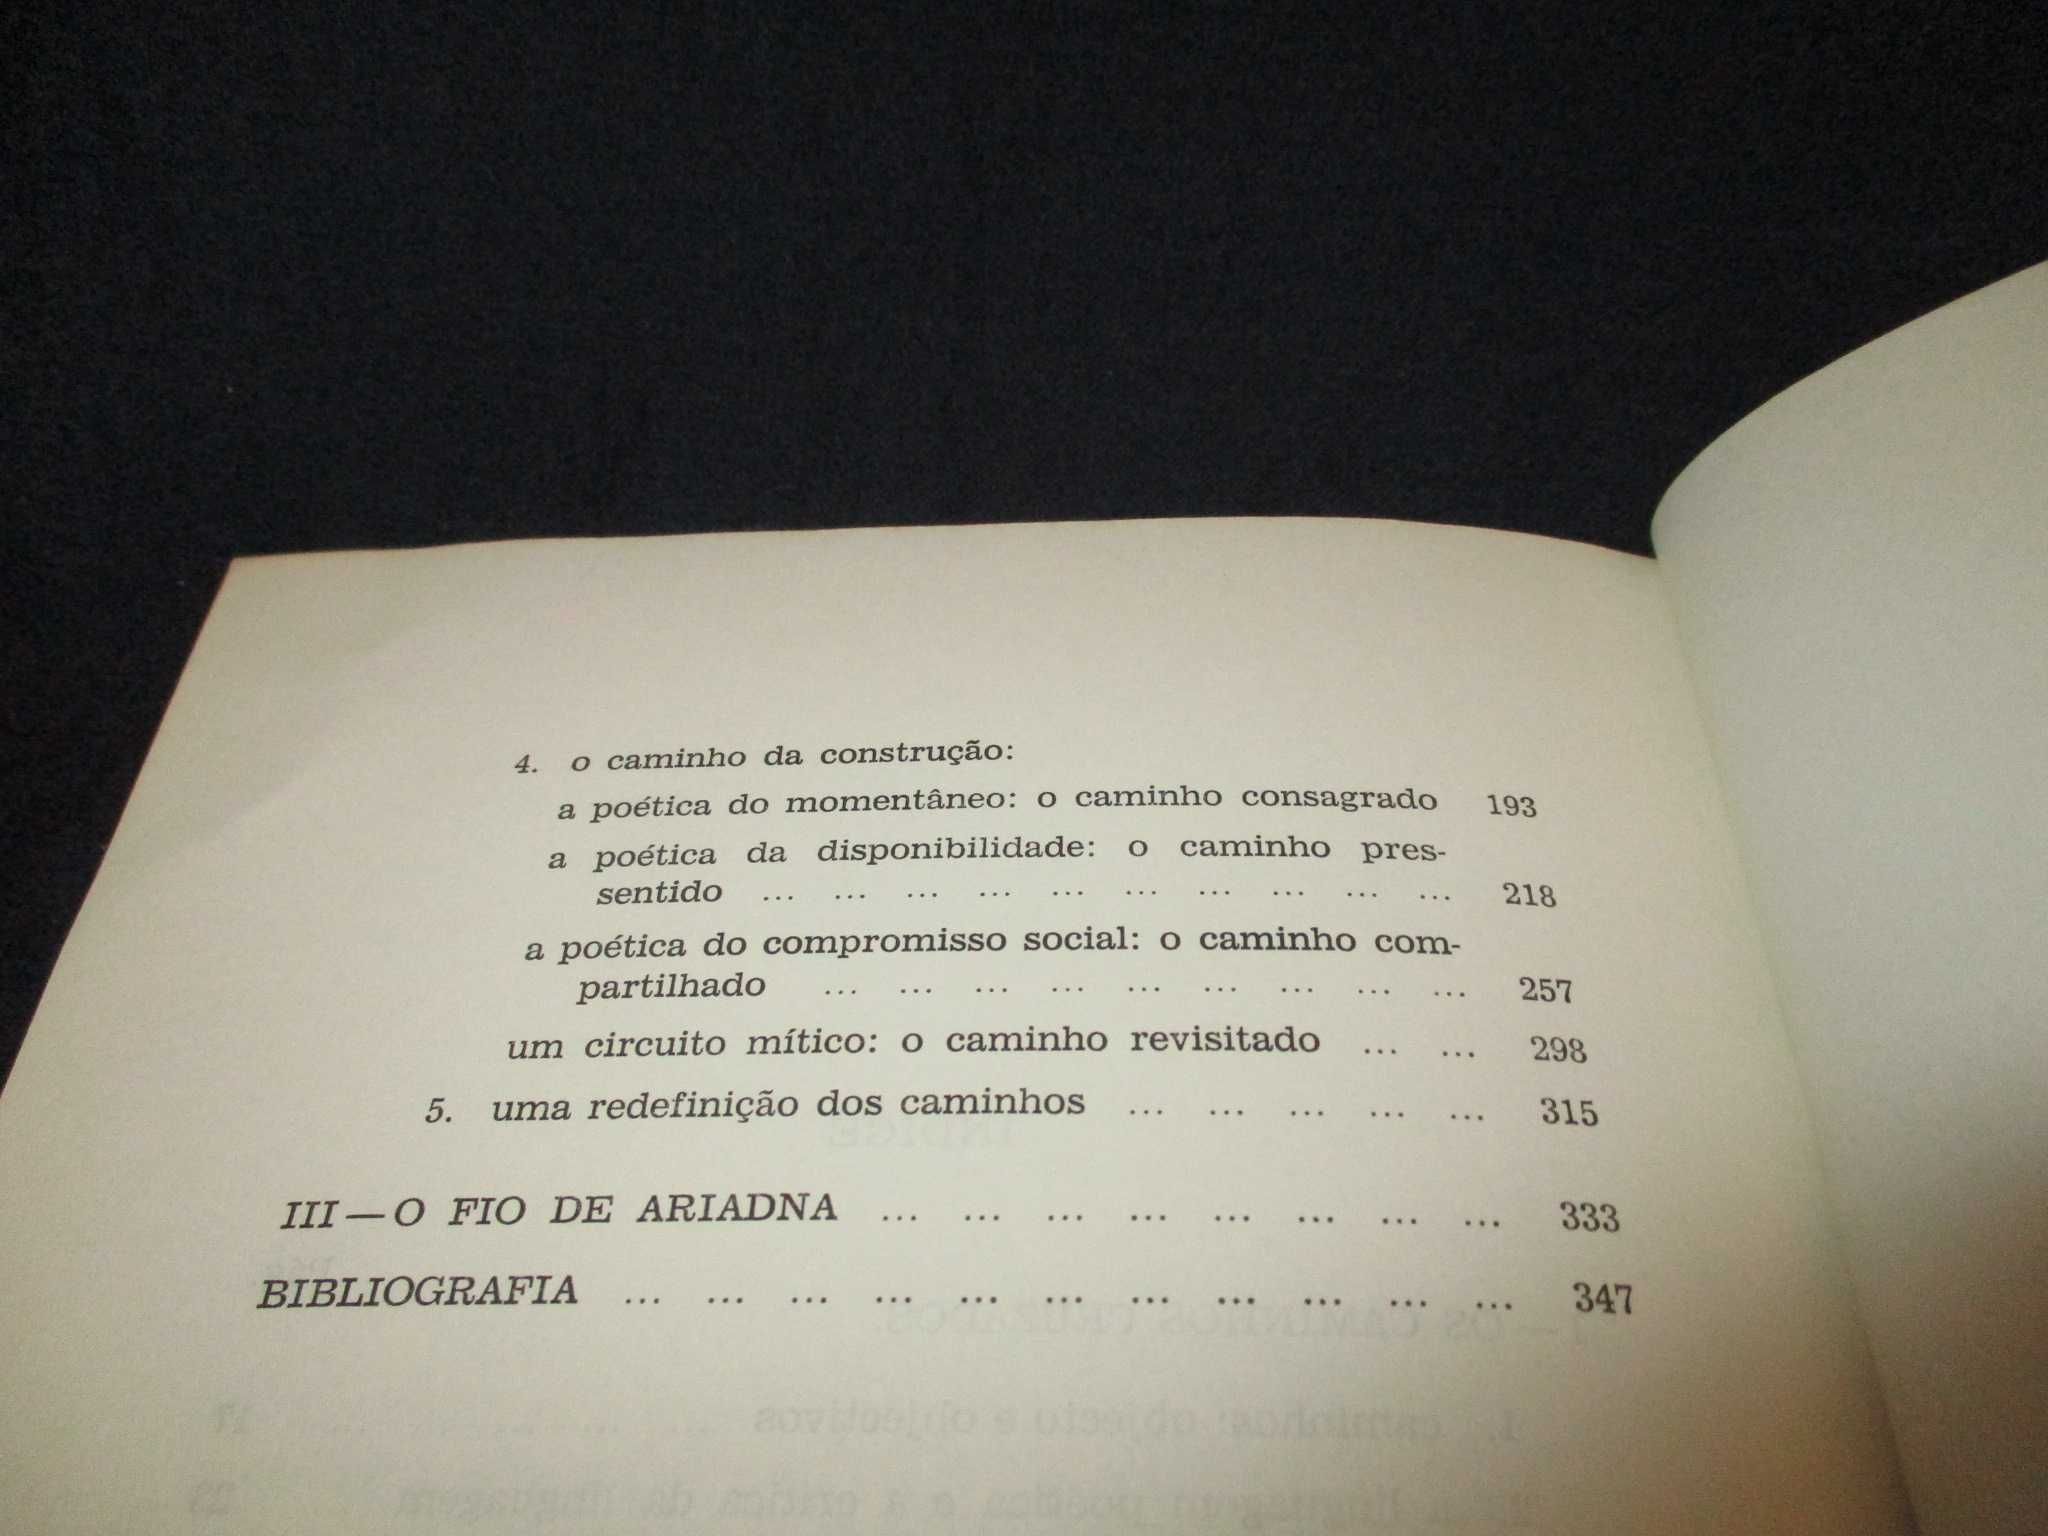 4. o caminho da construção:
a poética do momentâneo: o caminho consagrado 193
a poética da disponibilidade: o caminho pres-
sentido ... ... ... ... ... ... ... ... ... ... 218
a poética do compromisso social: o caminho com-
partilhado ... ... ... ... ... ... ... ... ... 257
um circuito mítico: o caminho revisitado ... ... 298
5. uma redefinição dos caminhos ... ... ... ... ... 315
III — O FIO DE ARIADNA ... ... ... ... ... ... ... ... 333
BIBLIOGRAFIA ... ... ... ... ... ... ... ... ... ... ... 347